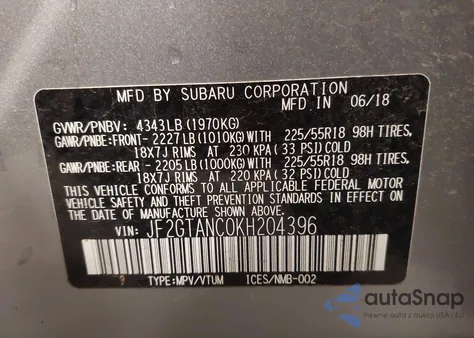 MFD BY SUBARU CORPORATION
MFD IN 06/18
GVWR/PNBV: 4343LB (1970KG)
GAWR/PNBE:FRONT- 2227LB (1010KG) WITH 225/55R18 98H TIRES,
18X7J RIMS AT 230 KPA (33 PSI) COLD
GAWR/PNBE:REAR - 2205LB (1000KG) WITH 225/55R18 98H TIRES,
18X7J RIMS AT 220 KPA (32 PSI) COLD
THIS VEHICLE CONFORMS TO ALL APPLICABLE FEDERAL MOTOR
VEHICLE SAFETY AND THEFT PREVENTION STANDARDS IN EFFECT ON
THE DATE OF MANUFACTURE SHOWN ABOVE.
VIN: JF2GTANC0KH204396
TYPE:MPV/VTUM ICES/NMB-002
autoSnap
Pewne auta z USA i EU